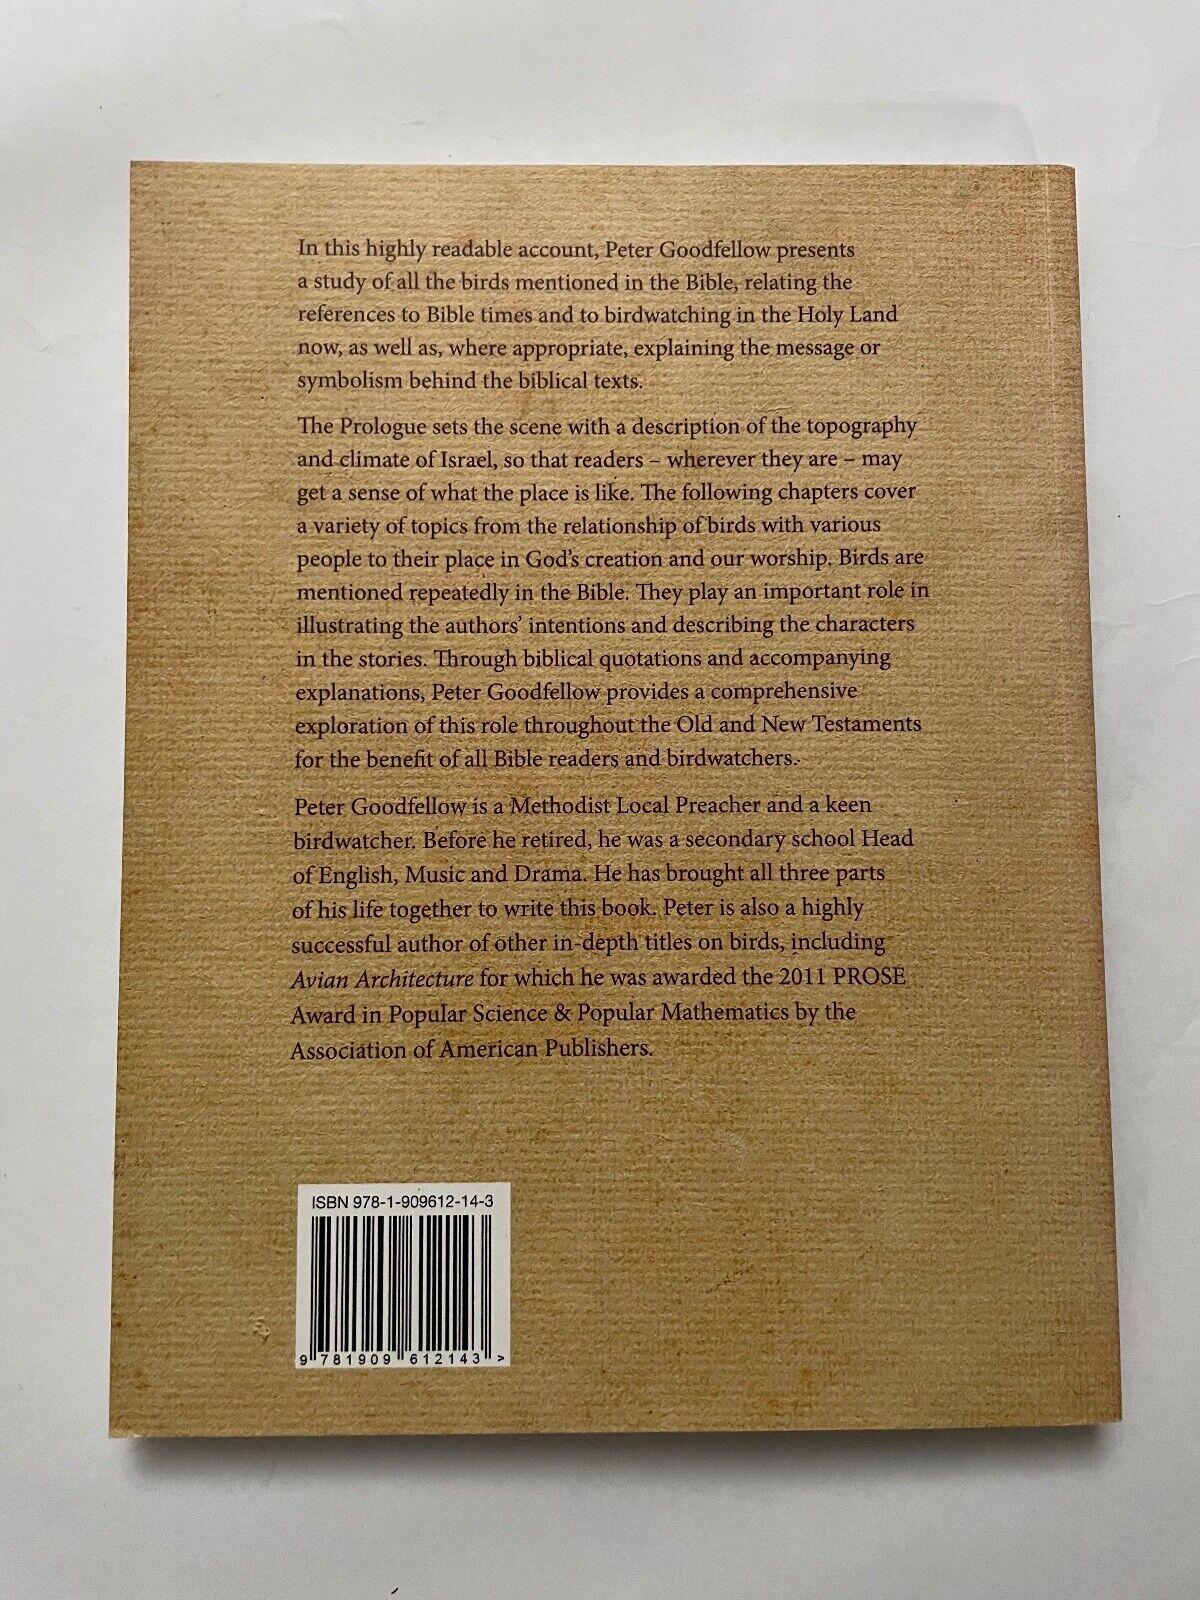 In this highly readable account, Peter Goodfellow presents
a study of all the birds mentioned in the Bible, relating the
references to Bible times and to birdwatching in the Holy Land
now, as well as, where appropriate, explaining the message or
symbolism behind the biblical texts.
The Prologue sets the scene with a description of the topography
and climate of Israel, so that readers – wherever they are – may
get a sense of what the place is like. The following chapters cover
a variety of topics from the relationship of birds with various
people to their place in God's creation and our worship. Birds are
mentioned repeatedly in the Bible. They play an important role in
illustrating the authors' intentions and describing the characters
in the stories. Through biblical quotations and accompanying
explanations, Peter Goodfellow provides a comprehensive
exploration of this role throughout the Old and New Testaments
for the benefit of all Bible readers and birdwatchers.
Peter Goodfellow is a Methodist Local Preacher and a keen
birdwatcher. Before he retired, he was a secondary school Head
of English, Music and Drama. He has brought all three parts
of his life together to write this book. Peter is also a highly
successful author of other in-depth titles on birds, including
Avian Architecture for which he was awarded the 2011 PROSE
Award in Popular Science & Popular Mathematics by the
Association of American Publishers.
ISBN 978-1-909612-14-3
9 781909 612143 >